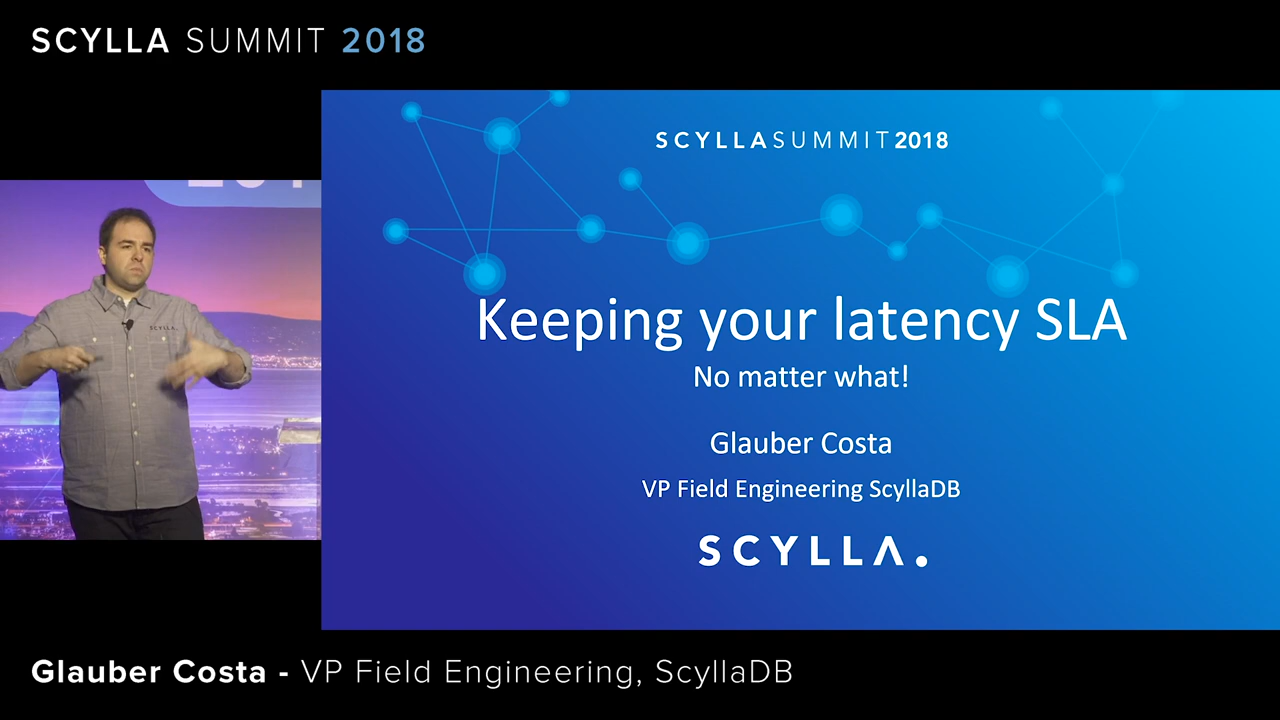 SCYLLA SUMMIT 2018
SCYLLASUMMIT2018
Keeping your latency SLA
No matter what!
Glauber Costa
VP Field Engineering ScyllaDB
SCYLLA.
SCYLLA.
Glauber Costa - VP Field Engineering, ScyllaDB